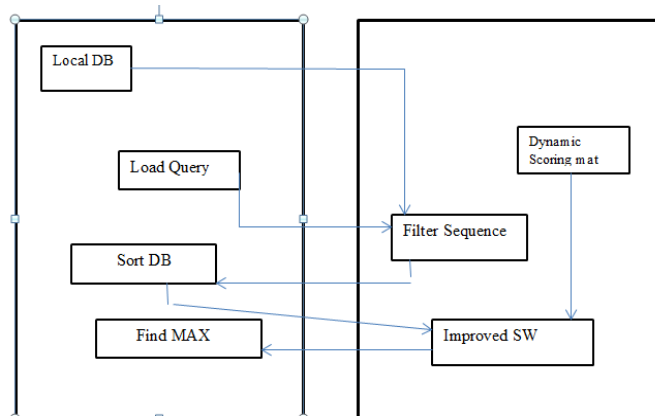 Local DB
Dynamic
Scoring mat
Load Query
Filter Sequence
Sort DB
Find MAX
Improved SW